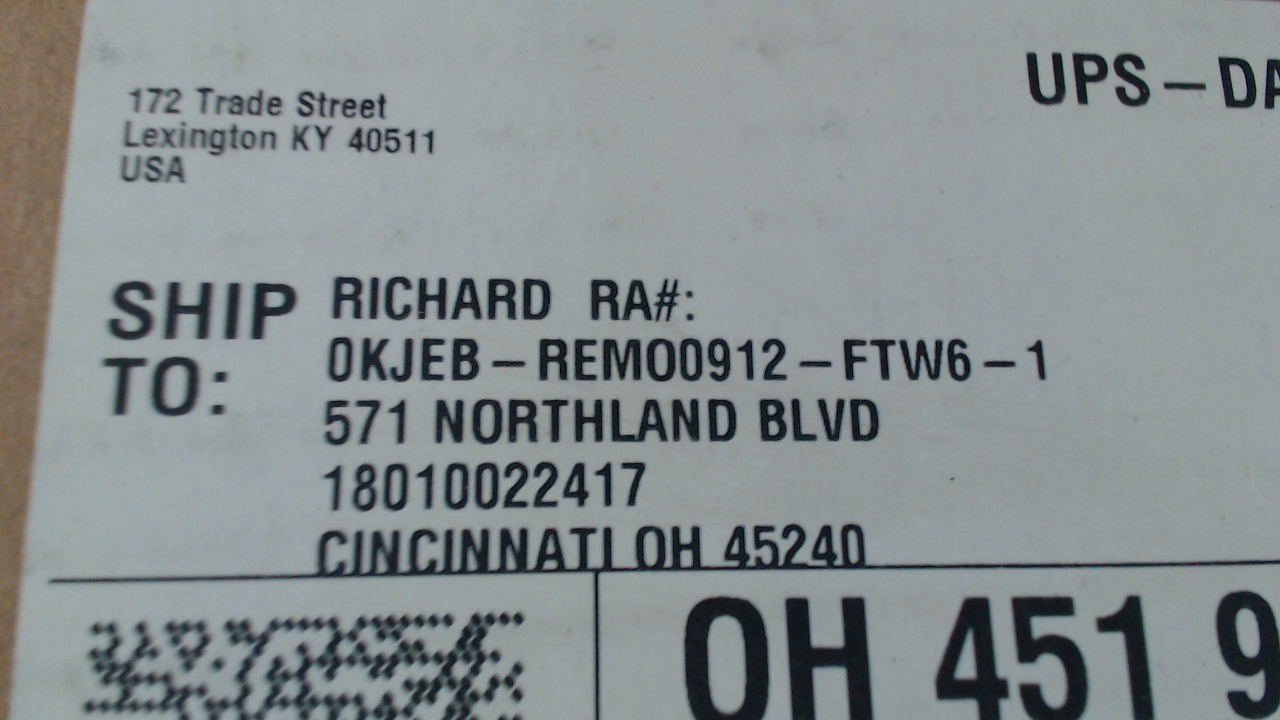 172 Trade Street
Lexington KY 40511
USA
UPS - DA
SHIP TO:
RICHARD RA#:
0KJEB - REMO0912 - FTW6 - 1
571 NORTHLAND BLVD
18010022417
CINCINNATI OH 45240
OH 451 9